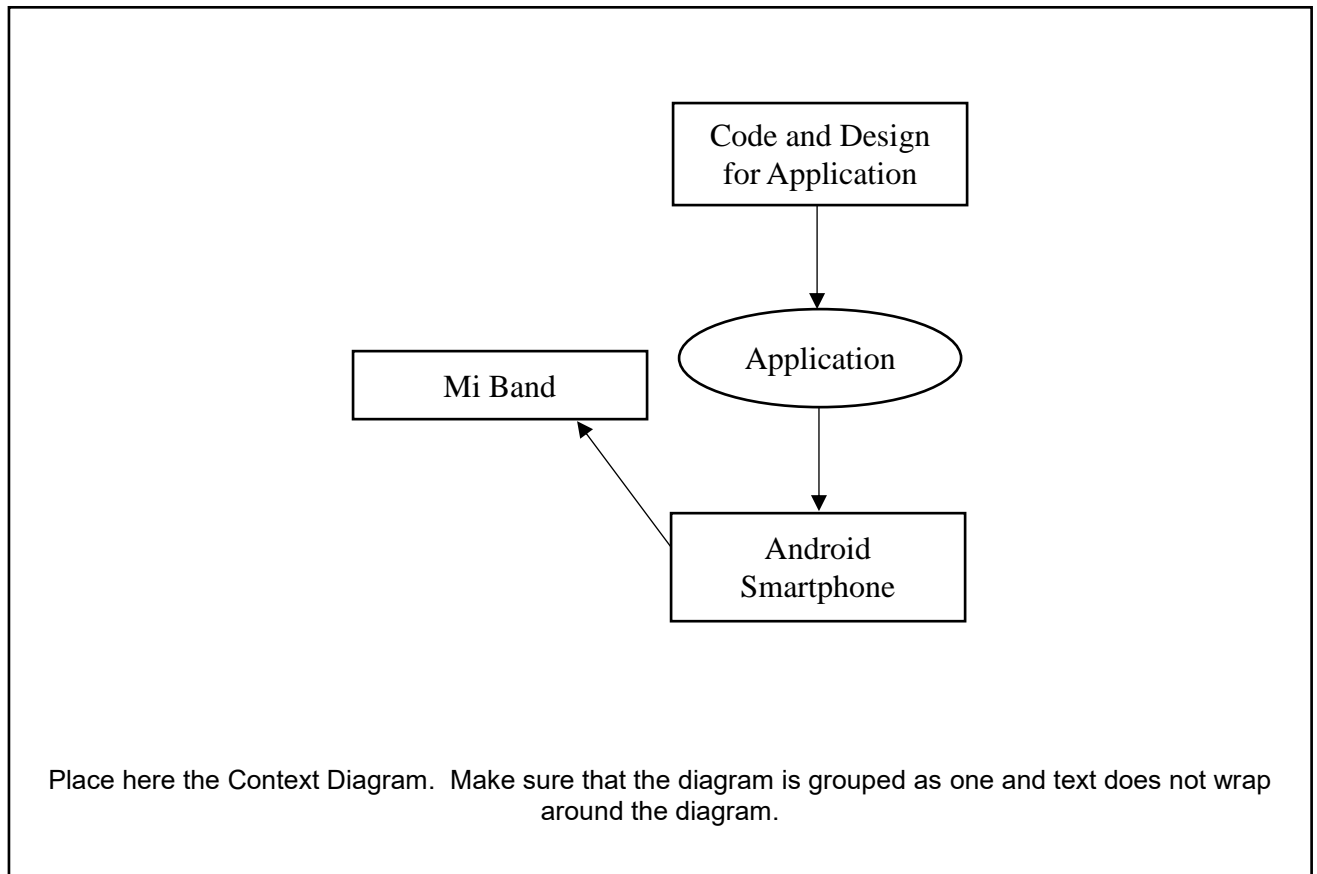 Code and Design
for Application
Application
Mi Band
Android
Smartphone
Place here the Context Diagram.  Make sure that the diagram is grouped as one and text does not wrap
around the diagram.